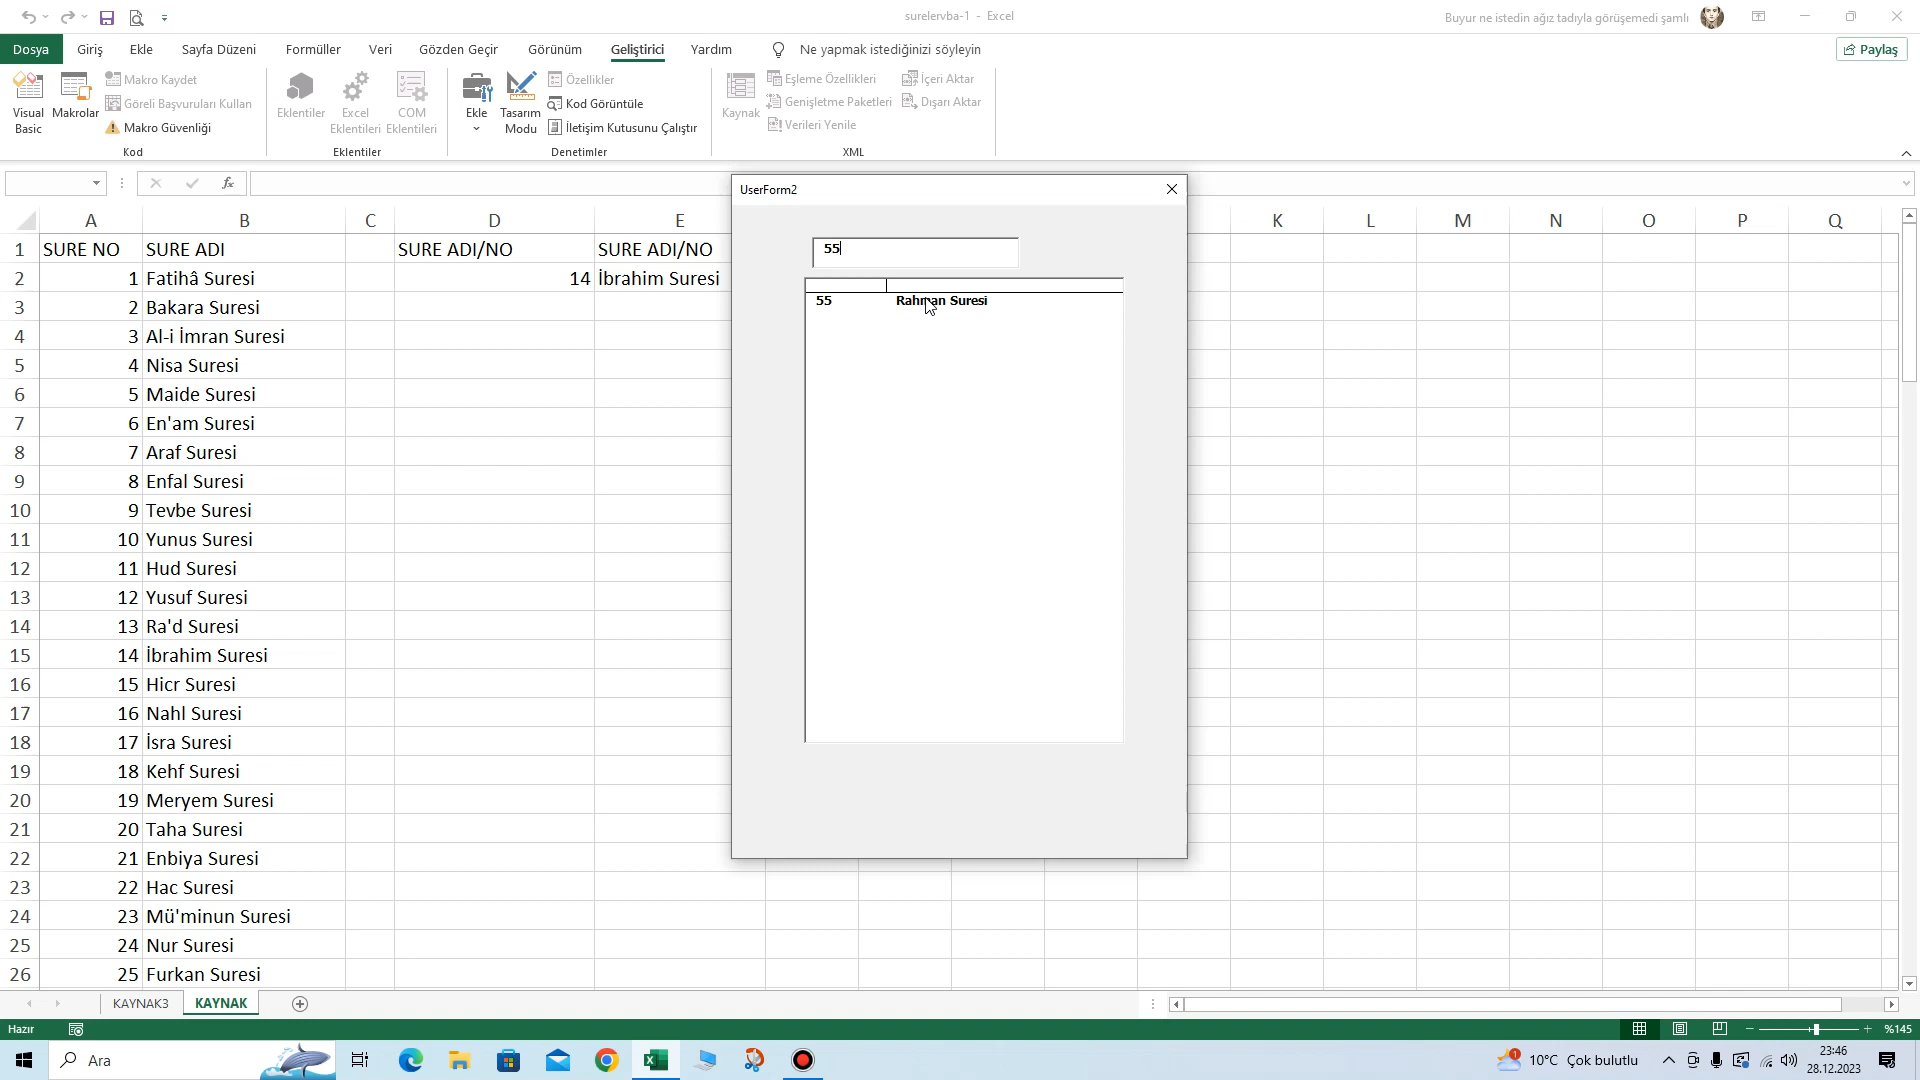 surelervba-1 - Excel
Buyur ne istedin ağız tadıyla görüşemedi şamlı
Dosya Giriş Ekle Sayfa Düzeni Formüller Veri Gözden Geçir Görünüm Geliştirici Yardım Ne yapmak istediğinizi söyleyin Paylaş
Visual Basic
Makrolar
Makro Kaydet
Göreli Başvuruları Kullan
Makro Güvenliği
Kod
Eklentiler
Excel Eklentileri
COM Eklentileri
Eklentiler
Ekle
Tasarım Modu
Özellikler
Kod Görüntüle
İletişim Kutusunu Çalıştır
Denetimler
Kaynak
Eşleme Özellikleri
Genişletme Paketleri
Verileri Yenile
İçeri Aktar
Dışarı Aktar
XML
fx
UserForm2
55
55 Rahman Suresi
A B C D E K L M N O P Q
1 SURE NO SURE ADI SURE ADI/NO SURE ADI/NO
2 1 Fatihâ Suresi 14 İbrahim Suresi
3 2 Bakara Suresi
4 3 Al-i İmran Suresi
5 4 Nisa Suresi
6 5 Maide Suresi
7 6 En'am Suresi
8 7 Araf Suresi
9 8 Enfal Suresi
10 9 Tevbe Suresi
11 10 Yunus Suresi
12 11 Hud Suresi
13 12 Yusuf Suresi
14 13 Ra'd Suresi
15 14 İbrahim Suresi
16 15 Hicr Suresi
17 16 Nahl Suresi
18 17 İsra Suresi
19 18 Kehf Suresi
20 19 Meryem Suresi
21 20 Taha Suresi
22 21 Enbiya Suresi
23 22 Hac Suresi
24 23 Mü'minun Suresi
25 24 Nur Suresi
26 25 Furkan Suresi
KAYNAK3 KAYNAK
Hazır %145
Ara
1 10°C Çok bulutlu
23:46
28.12.2023